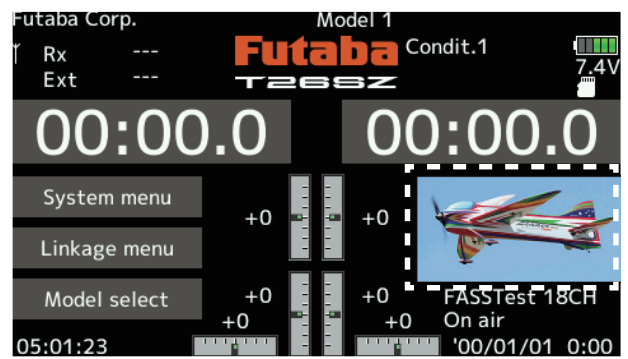 Futaba Corp.
Model 1
Rx ---
Ext ---
Futaba
T26SZ
Condit.1
7.4V
00:00.0
00:00.0
System menu
+0
+0
Linkage menu
Model select
+0
+0
FASSTest 18CH
+0
+0
On air
05:01:23
'00/01/01 0:00